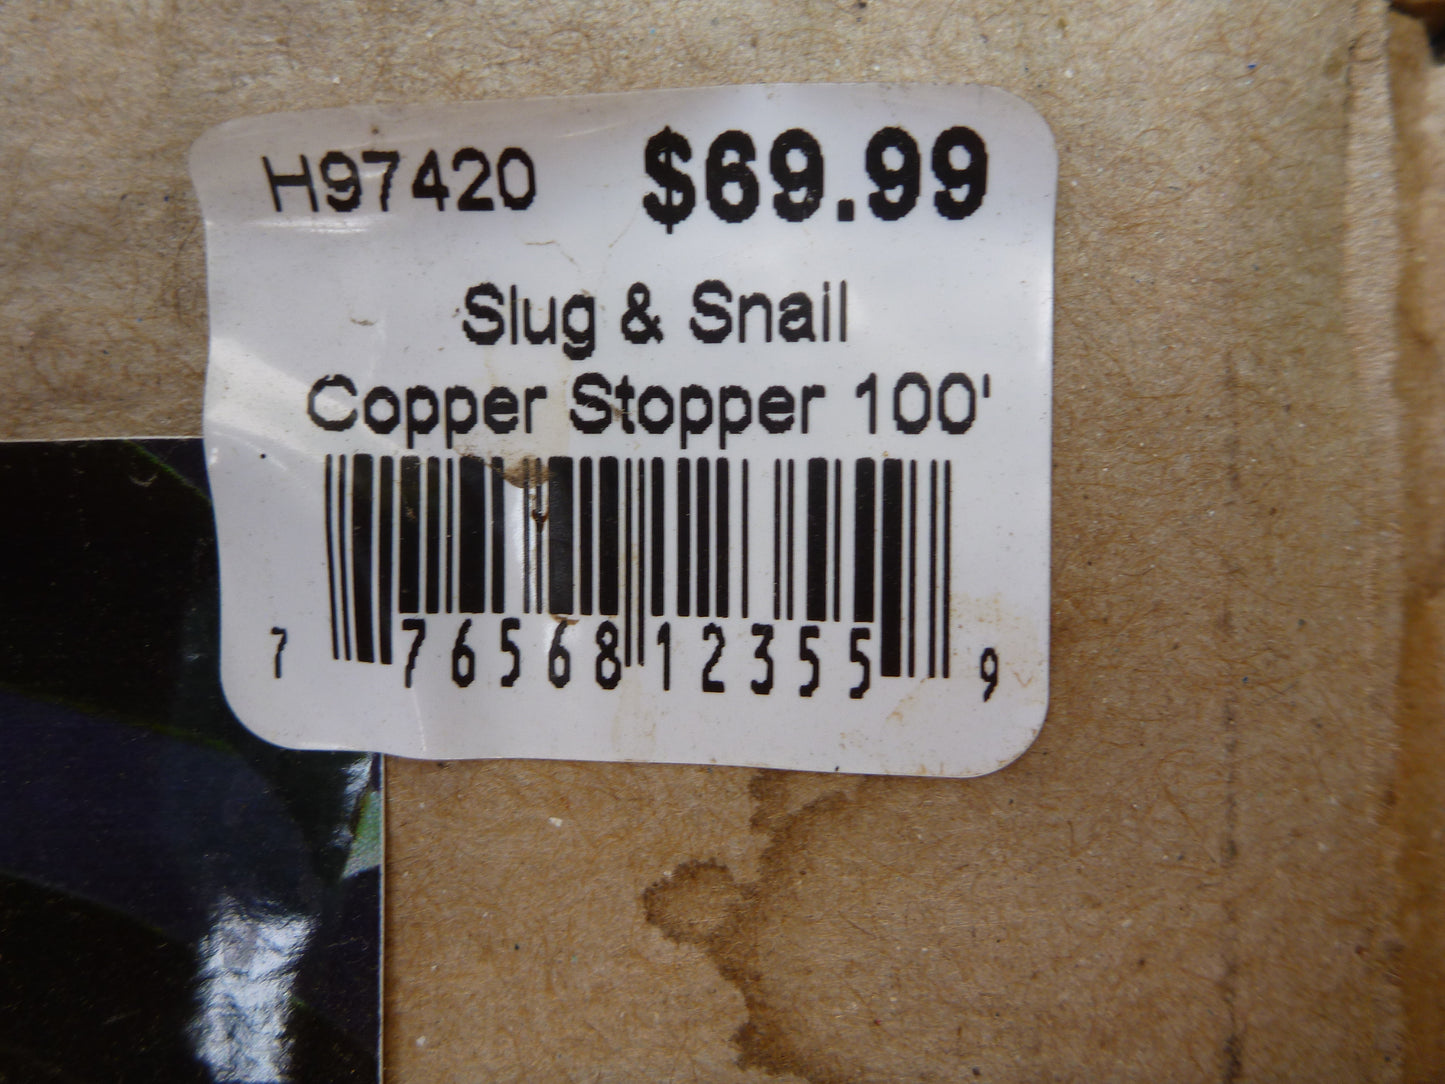 H97420 $69.99
Slug & Snail
Copper Stopper 100'
7 76568 12355 9